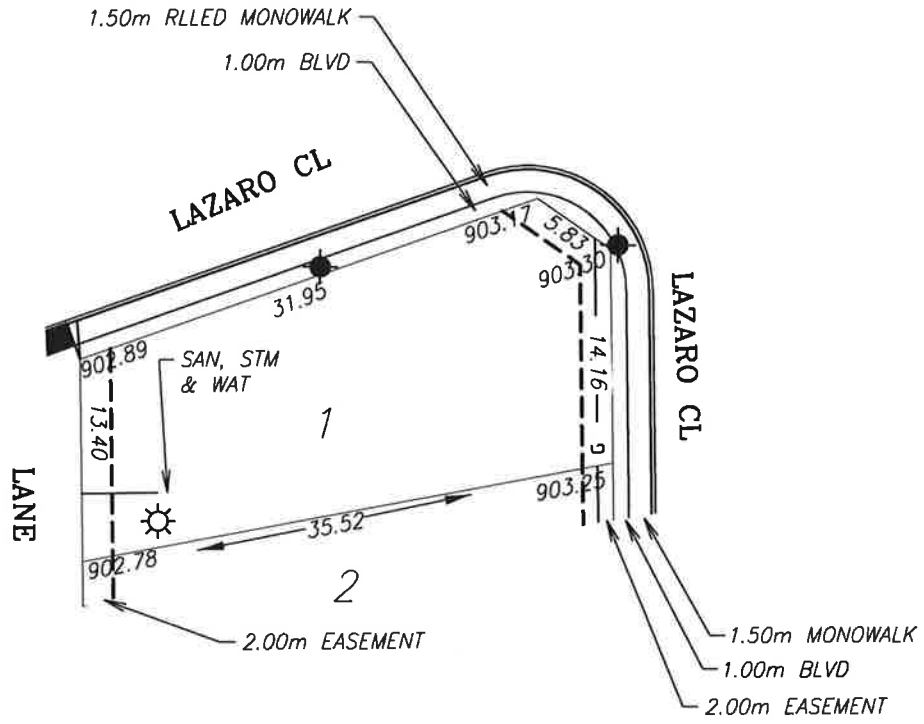 1.50m RLLED MONOWALK
1.00m BLVD
LAZARO CL
903.17
5.83
903.30
31.95
LAZARO CL
902.89
SAN, STM
& WAT
13.40
1
14.16
G
LANE
903.25
35.52
902.78
2
2.00m EASEMENT
1.50m MONOWALK
1.00m BLVD
2.00m EASEMENT